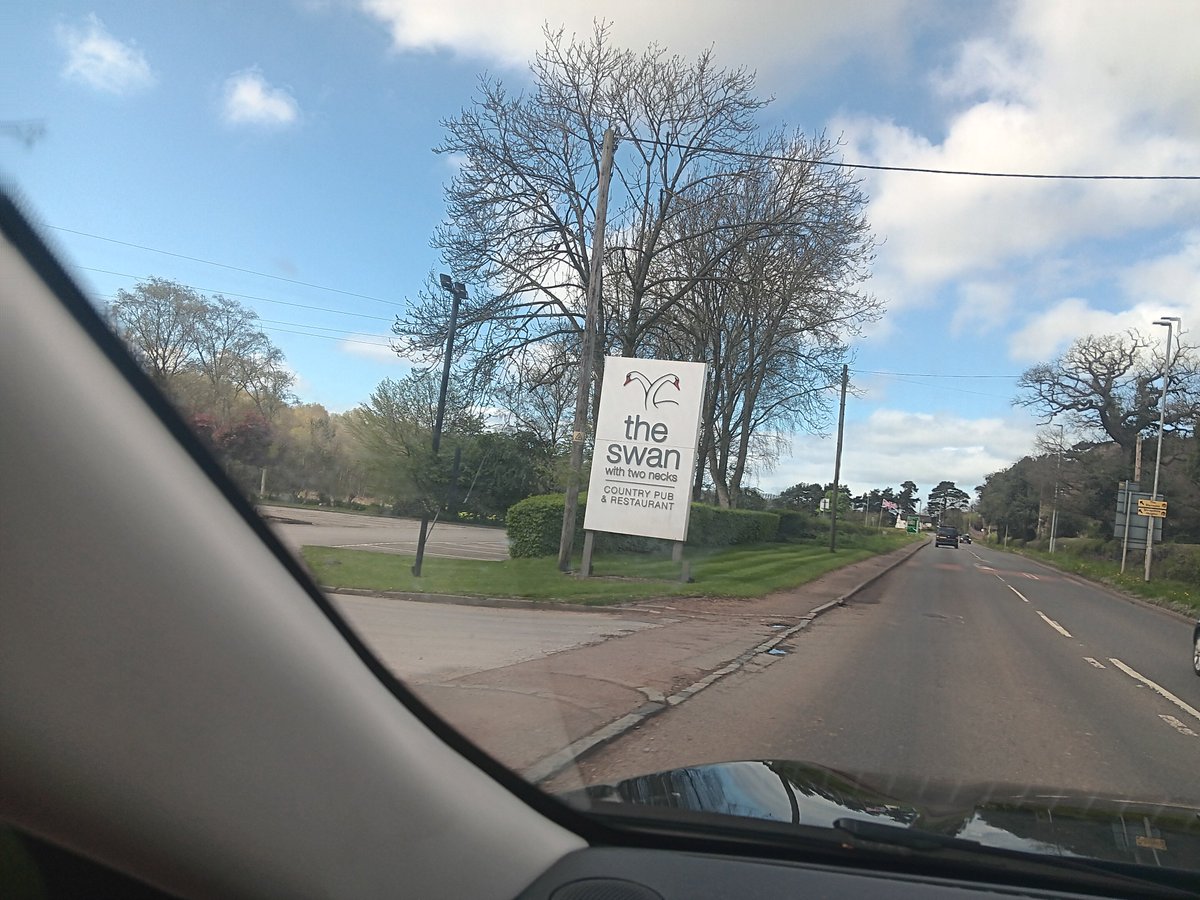 the
swan
with two necks
COUNTRY PUB
& RESTAURANT